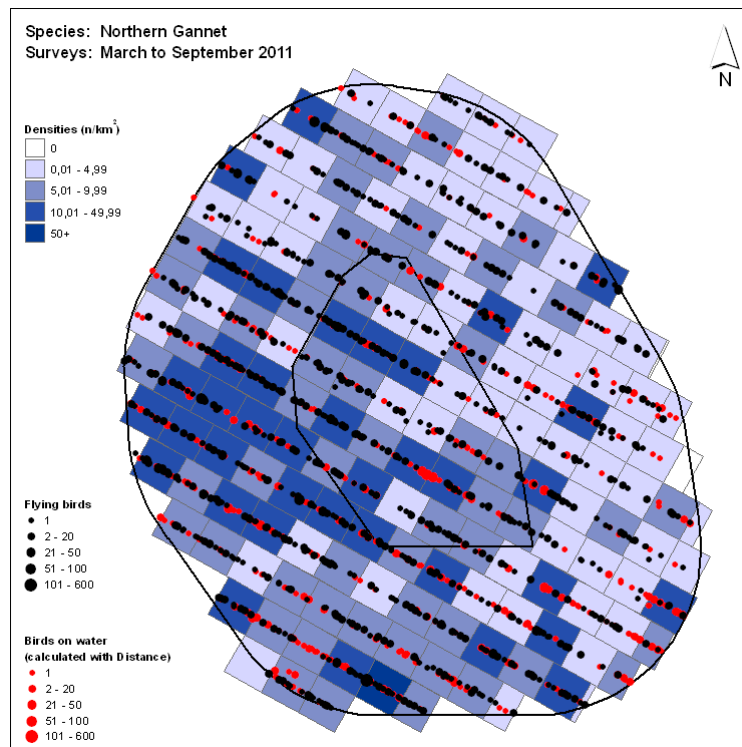 Species: Northern Gannet
Surveys: March to September 2011
N
Densities (n/km²)
0
0,01 - 4,99
5,01 - 9,99
10,01 - 49,99
50+
Flying birds
1
2 - 20
21 - 50
51 - 100
101 - 600
Birds on water
(calculated with Distance)
1
2 - 20
21 - 50
51 - 100
101 - 600